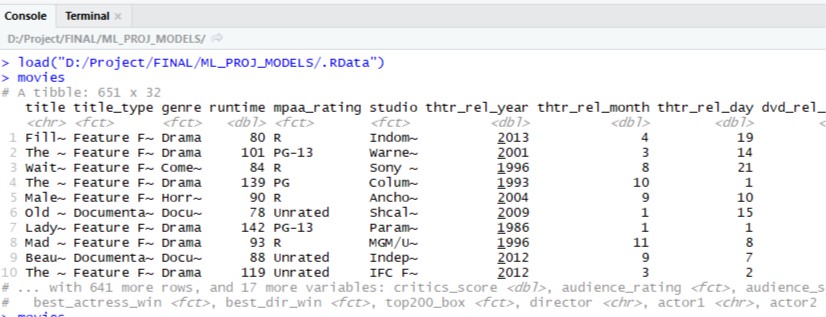 Console Terminal ×
D:/Project/FINAL/ML_PROJ_MODELS/
> load("D:/Project/FINAL/ML_PROJ_MODELS/.RData")
> movies
# A tibble: 651 x 32
title title_type genre runtime mpaa_rating studio thtr_rel_year thtr_rel_month thtr_rel_day dvd_rel_
<chr> <fct> <fct> <dbl> <fct> <fct> <dbl> <dbl> <dbl>
1 Fill~ Feature F~ Drama 80 R Indom~ 2013 4 19
2 The ~ Feature F~ Drama 101 PG-13 Warne~ 2001 3 14
3 Wait~ Feature F~ Come~ 84 R Sony ~ 1996 8 21
4 The ~ Feature F~ Drama 139 PG Colum~ 1993 10 1
5 Male~ Feature F~ Horr~ 90 R Ancho~ 2004 9 10
6 Old ~ Documenta~ Docu~ 78 Unrated Shcal~ 2009 1 15
7 Lady~ Feature F~ Drama 142 PG-13 Param~ 1986 1 1
8 Mad ~ Feature F~ Drama 93 R MGM/U~ 1996 11 8
9 Beau~ Documenta~ Docu~ 88 Unrated Indep~ 2012 9 7
10 The ~ Feature F~ Drama 119 Unrated IFC F~ 2012 3 2
# ... with 641 more rows, and 17 more variables: critics_score <dbl>, audience_rating <fct>, audience_s
# best_actress_win <fct>, best_dir_win <fct>, top200_box <fct>, director <chr>, actor1 <chr>, actor2
> movies